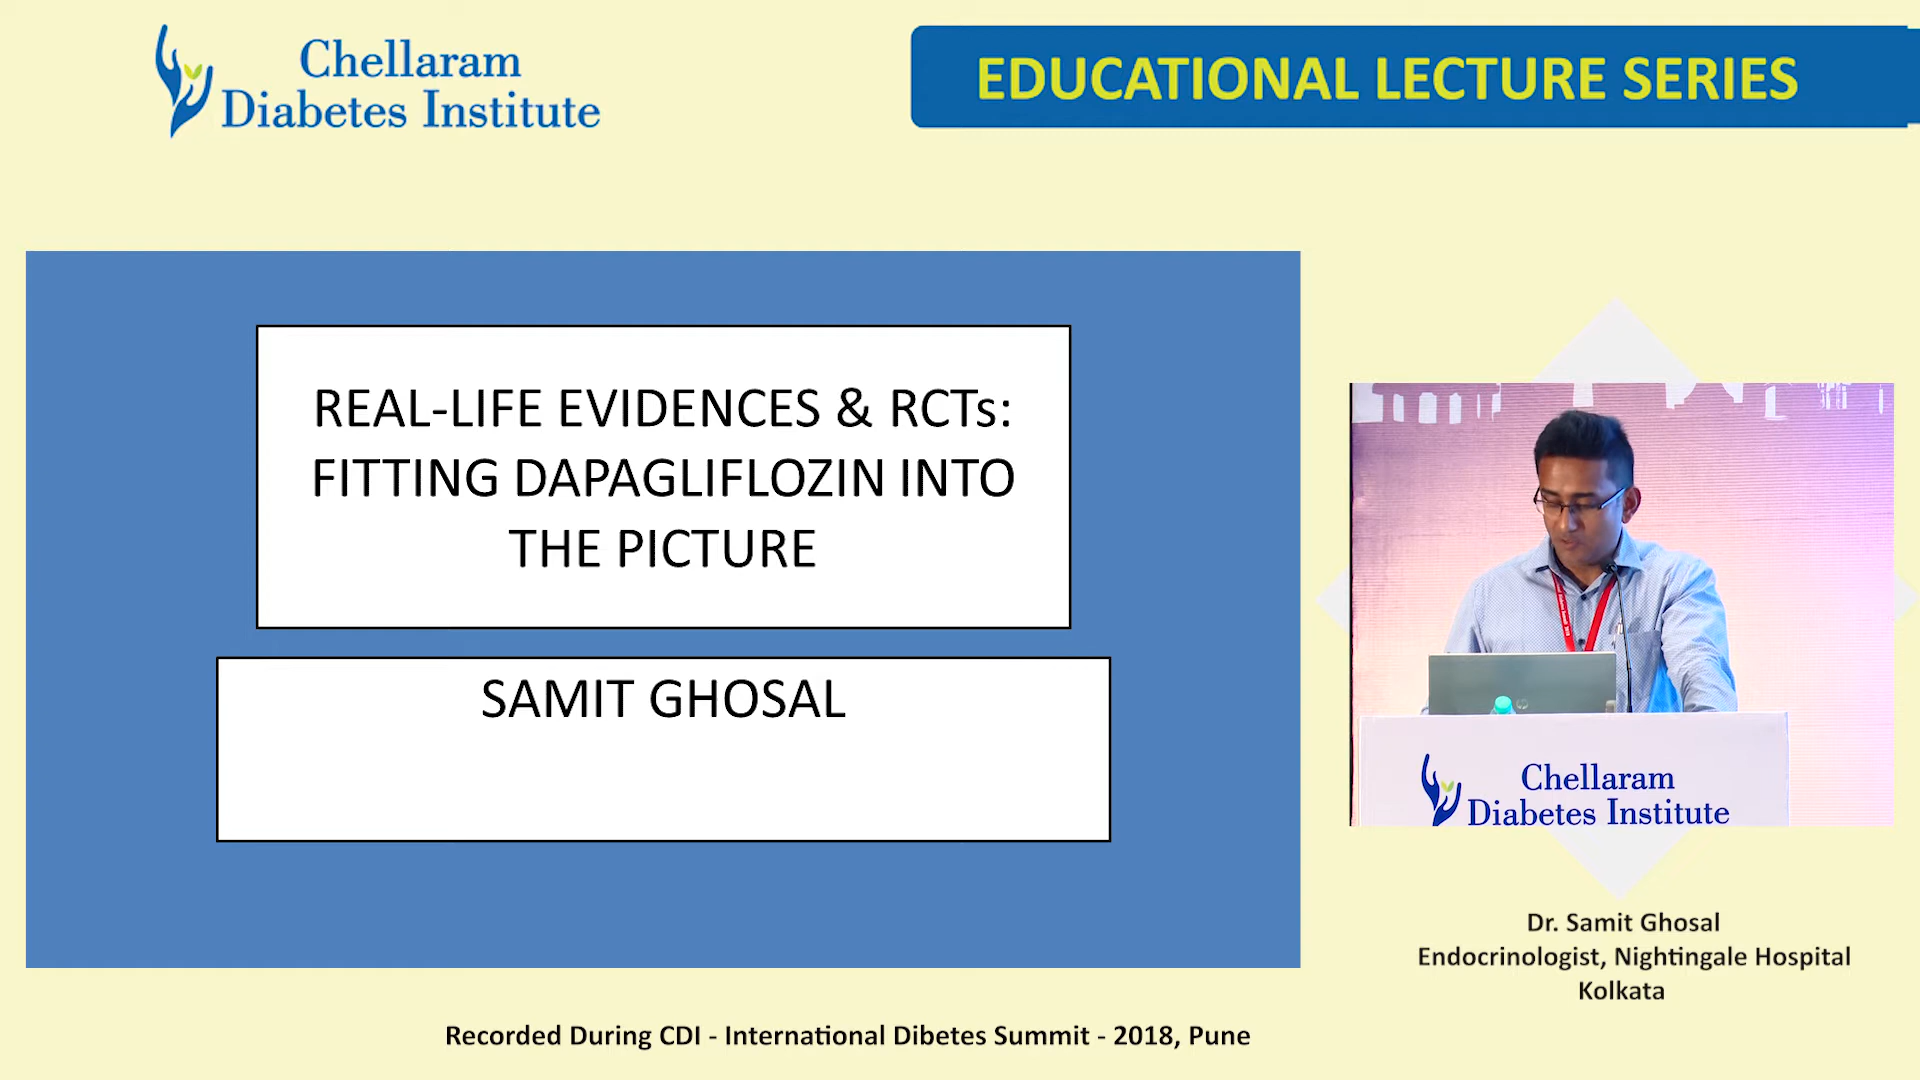 Chellaram
Diabetes Institute
EDUCATIONAL LECTURE SERIES
REAL-LIFE EVIDENCES & RCTs:
FITTING DAPAGLIFLOZIN INTO
THE PICTURE
SAMIT GHOSAL
Chellaram
Diabetes Institute
Dr. Samit Ghosal
Endocrinologist, Nightingale Hospital
Kolkata
Recorded During CDI - International Dibetes Summit - 2018, Pune